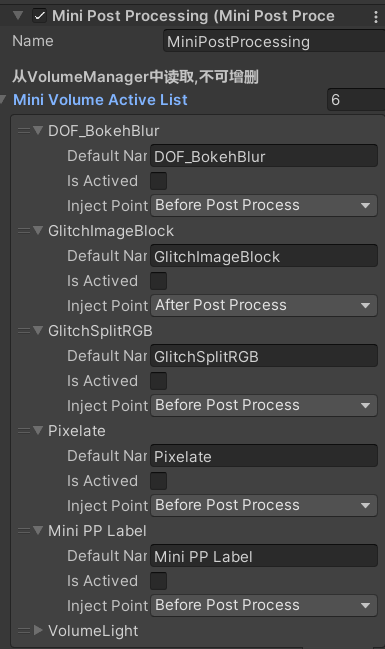 Mini Post Processing (Mini Post Proce
Name MiniPostProcessing
从VolumeManager中读取,不可增删
Mini Volume Active List 6
DOF_BokehBlur
Default Nar DOF_BokehBlur
Is Actived
Inject Point Before Post Process
GlitchImageBlock
Default Nar GlitchImageBlock
Is Actived
Inject Point After Post Process
GlitchSplitRGB
Default Nar GlitchSplitRGB
Is Actived
Inject Point Before Post Process
Pixelate
Default Nar Pixelate
Is Actived
Inject Point Before Post Process
Mini PP Label
Default Nar Mini PP Label
Is Actived
Inject Point Before Post Process
VolumeLight